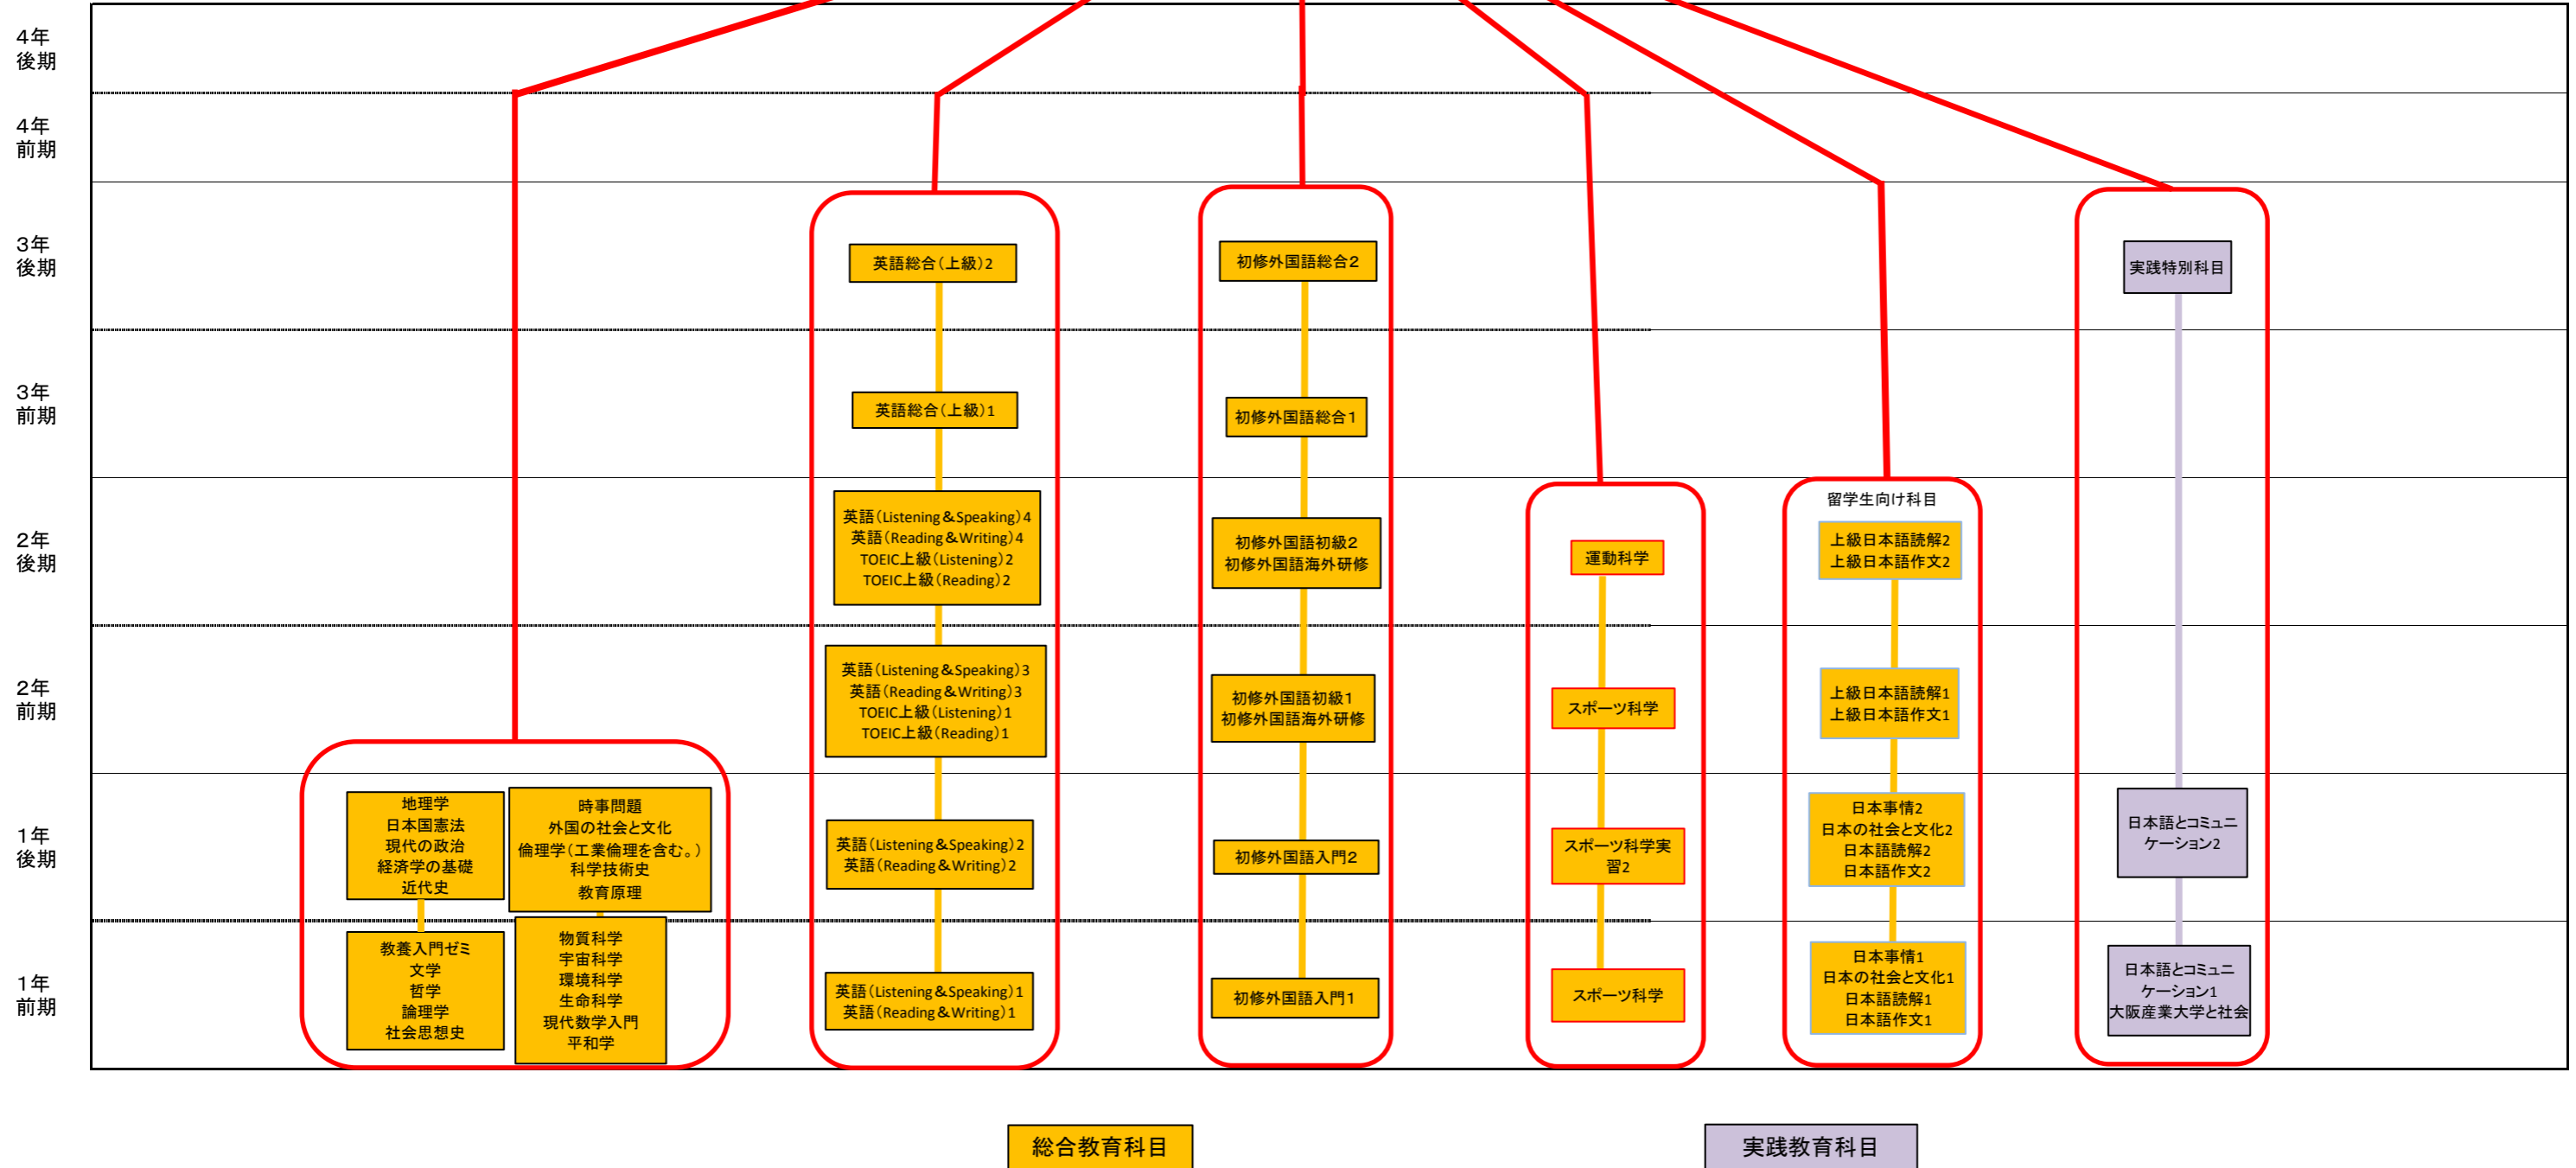 4年
後期
4年
前期
3年
後期
英語総合(上級)2
初修外国語総合2
実践特別科目
3年
前期
英語総合(上級)1
初修外国語総合1
2年
後期
英語(Listening&Speaking)4
英語(Reading&Writing)4
TOEIC上級(Listening)2
TOEIC上級(Reading)2
初修外国語初級2
初修外国語海外研修
運動科学
留学生向け科目
上級日本語読解2
上級日本語作文2
2年
前期
英語(Listening&Speaking)3
英語(Reading&Writing)3
TOEIC上級(Listening)1
TOEIC上級(Reading)1
初修外国語初級1
初修外国語海外研修
スポーツ科学
上級日本語読解1
上級日本語作文1
1年
後期
地理学
日本国憲法
現代の政治
経済学の基礎
近代史
時事問題
外国の社会と文化
倫理学(工業倫理を含む。)
科学技術史
教育原理
英語(Listening&Speaking)2
英語(Reading&Writing)2
初修外国語入門2
スポーツ科学実
習2
日本事情2
日本の社会と文化2
日本語読解2
日本語作文2
日本語とコミュニ
ケーション2
1年
前期
教養入門ゼミ
文学
哲学
論理学
社会思想史
物質科学
宇宙科学
環境科学
生命科学
現代数学入門
平和学
英語(Listening&Speaking)1
英語(Reading&Writing)1
初修外国語入門1
スポーツ科学
日本事情1
日本の社会と文化1
日本語読解1
日本語作文1
日本語とコミュニ
ケーション1
大阪産業大学と社会
総合教育科目
実践教育科目